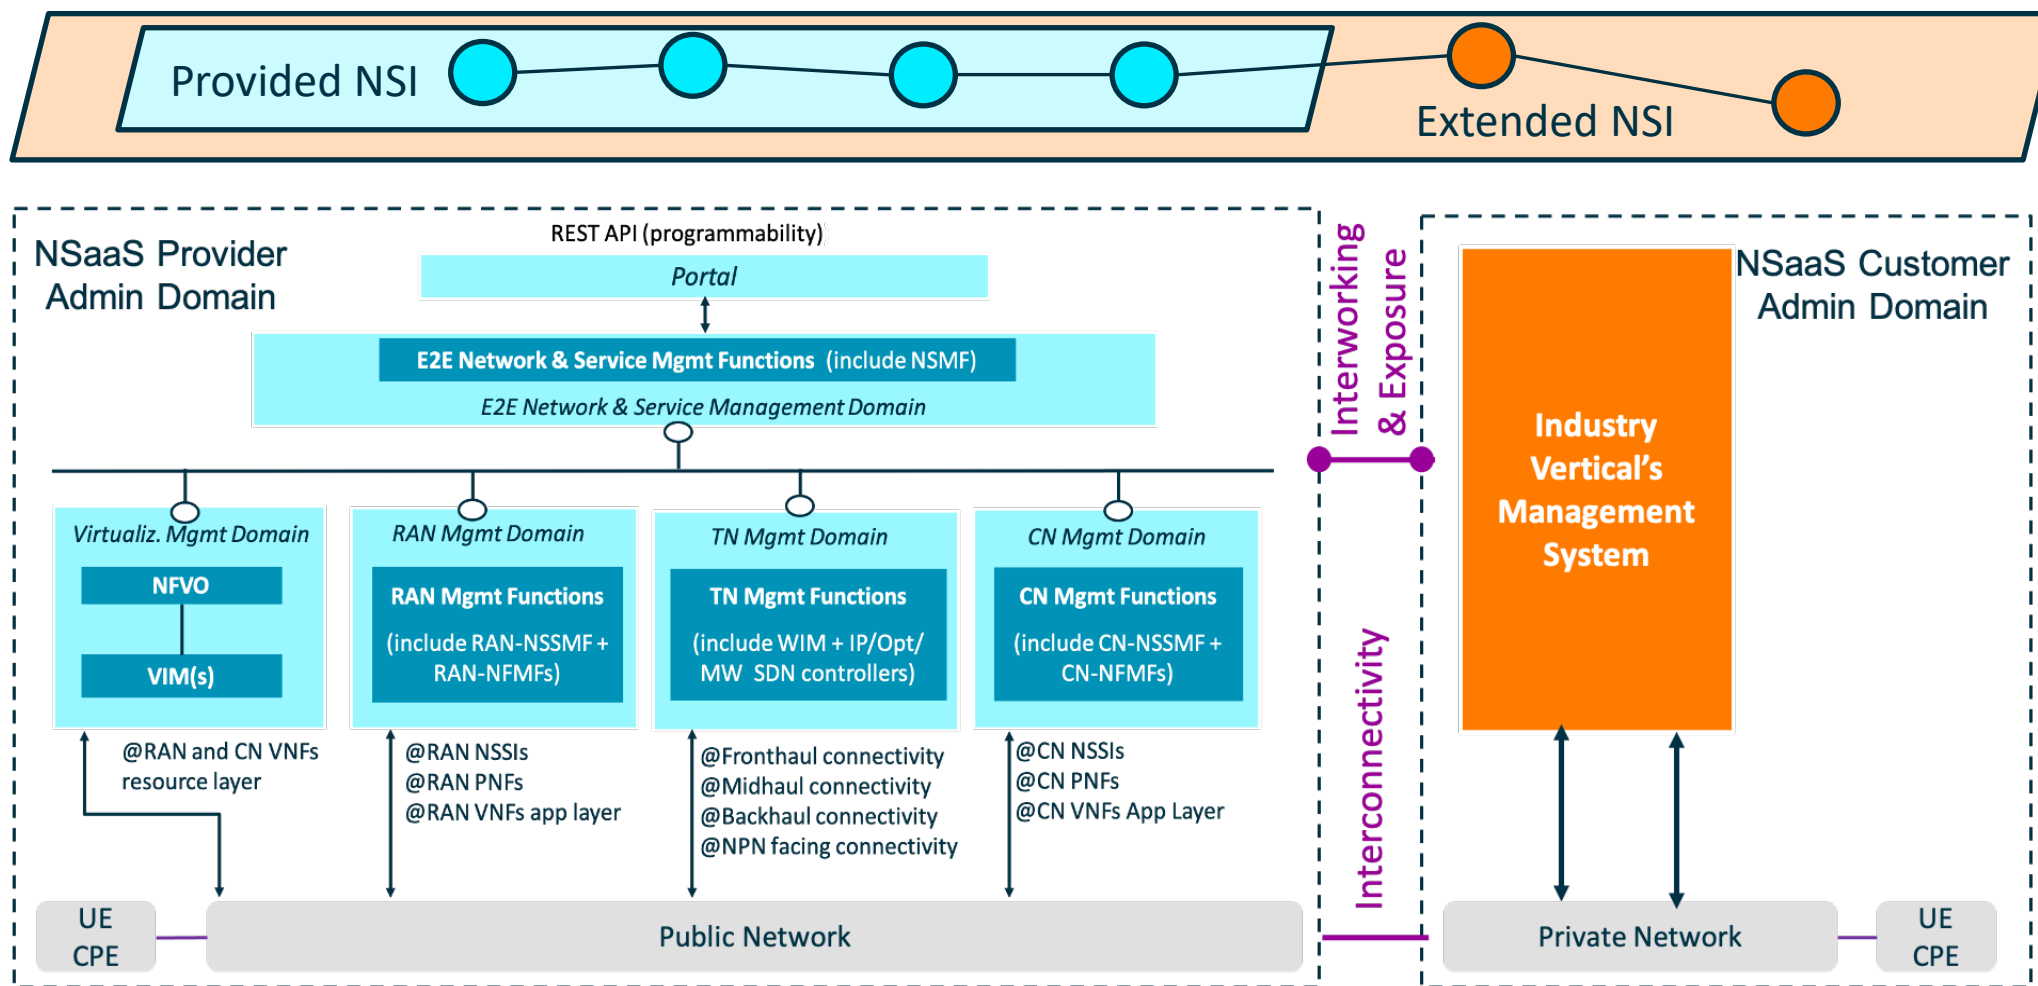 Provided NSI
Extended NSI
NSaaS Provider
Admin Domain
REST API (programmability)
Portal
E2E Network & Service Mgmt Functions (include NSMF)
E2E Network & Service Management Domain
Virtualiz. Mgmt Domain
NFVO
VIM(s)
RAN Mgmt Domain
RAN Mgmt Functions
(include RAN-NSSMF +
RAN-NFMFs)
TN Mgmt Domain
TN Mgmt Functions
(include WIM + IP/Opt/
MW SDN controllers)
CN Mgmt Domain
CN Mgmt Functions
(include CN-NSSMF +
CN-NFMFs)
@RAN and CN VNFs
resource layer
@RAN NSSIs
@RAN PNFs
@RAN VNFs app layer
@Fronthaul connectivity
@Midhaul connectivity
@Backhaul connectivity
@NPN facing connectivity
@CN NSSIs
@CN PNFs
@CN VNFs App Layer
UE
CPE
Public Network
Interworking
& Exposure
Interconnectivity
NSaaS Customer
Admin Domain
Industry
Vertical's
Management
System
Private Network
UE
CPE